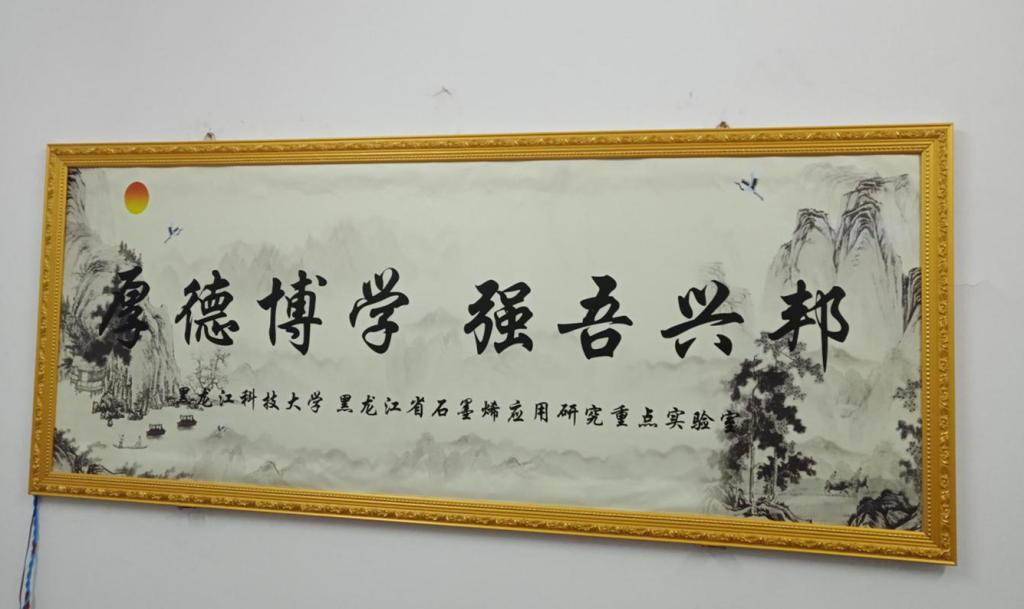 厚德博学 强吾兴邦
黑龙江科技大学 黑龙江省石墨烯应用研究重点实验室